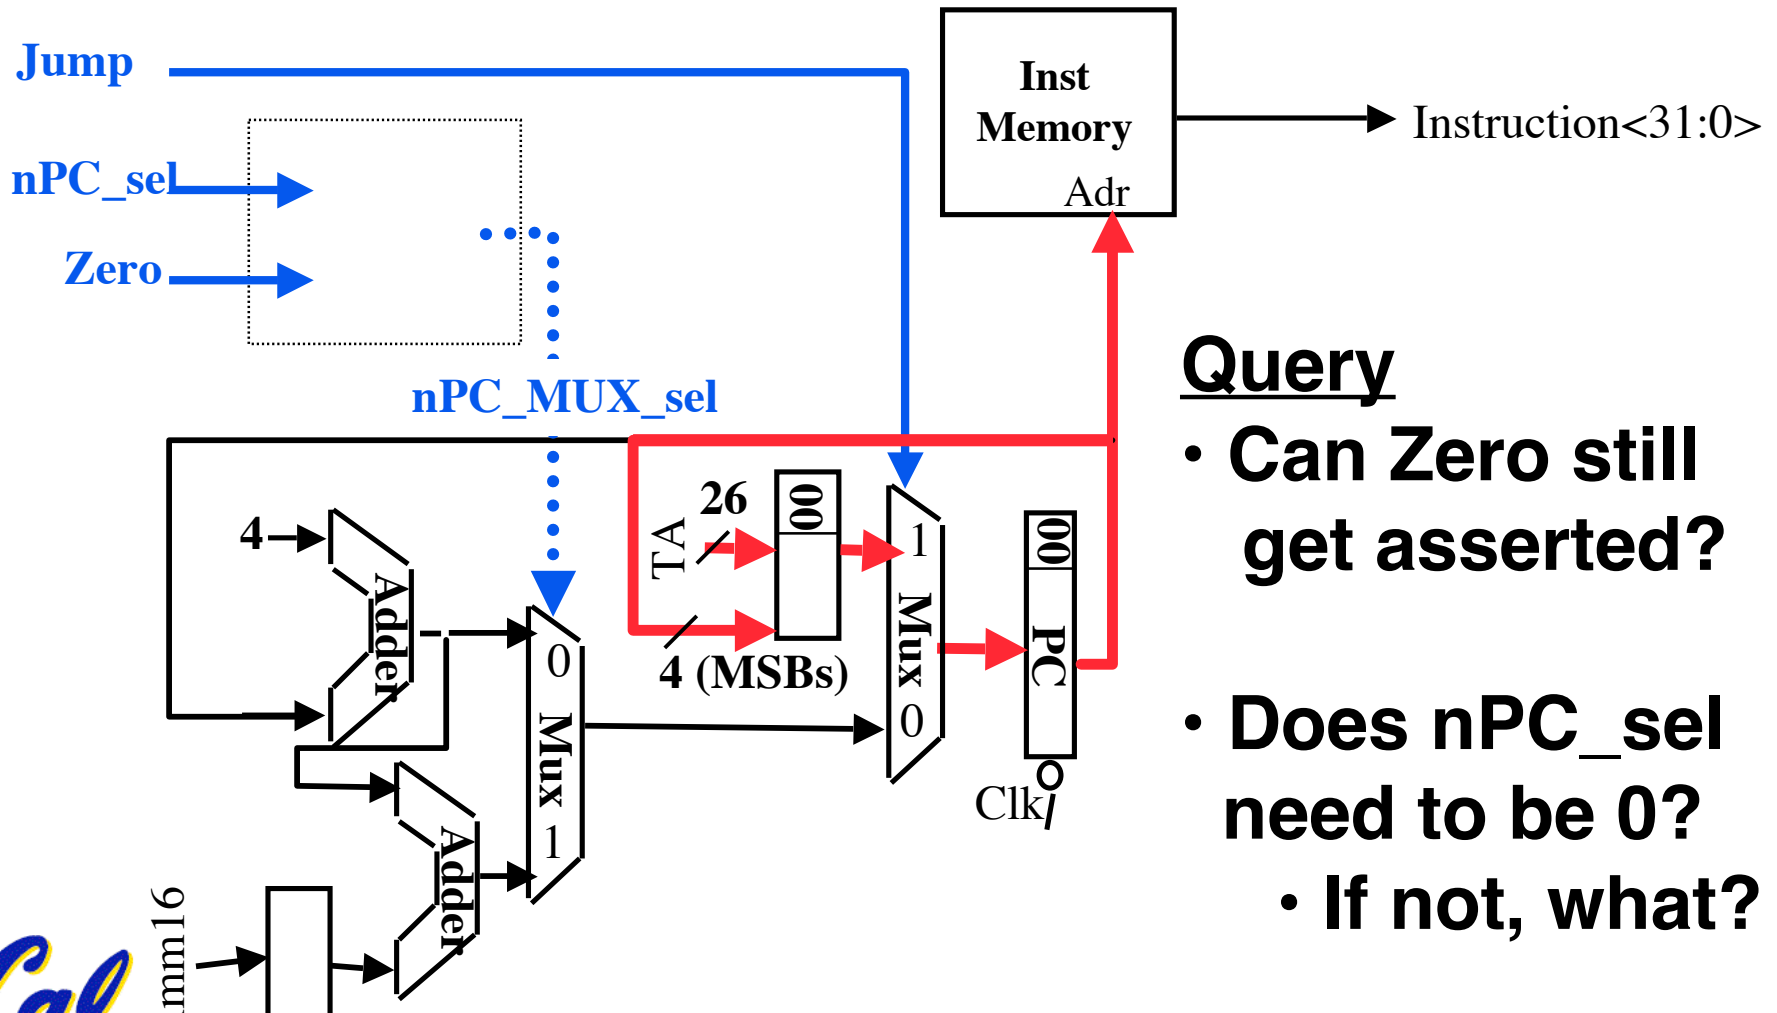 Jump
nPC_sel
Zero
nPC_MUX_sel
Inst
Memory
Adr
Instruction<31:0>
4
Adder
0
Mux
1
Adder
mm16
TA
26
00
4 (MSBs)
1
Mux
0
00
PC
Clk
Query
• Can Zero still
get asserted?
• Does nPC_sel
need to be 0?
• If not, what?
Cal